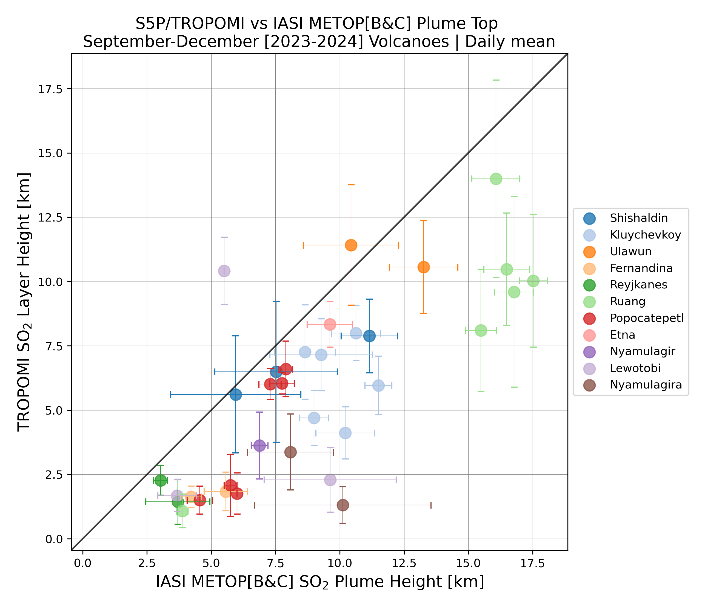 S5P/TROPOMI vs IASI METOP[B&C] Plume Top
September-December [2023-2024] Volcanoes | Daily mean
TROPOMI SO₂ Layer Height [km]
17.5
15.0
12.5
10.0
7.5
5.0
2.5
0.0
0.0 2.5 5.0 7.5 10.0 12.5 15.0 17.5
IASI METOP[B&C] SO₂ Plume Height [km]
Shishaldin
Kluychevkoy
Ulawun
Fernandina
Reyjkanes
Ruang
Popocatepetl
Etna
Nyamulagir
Lewotobi
Nyamulagira